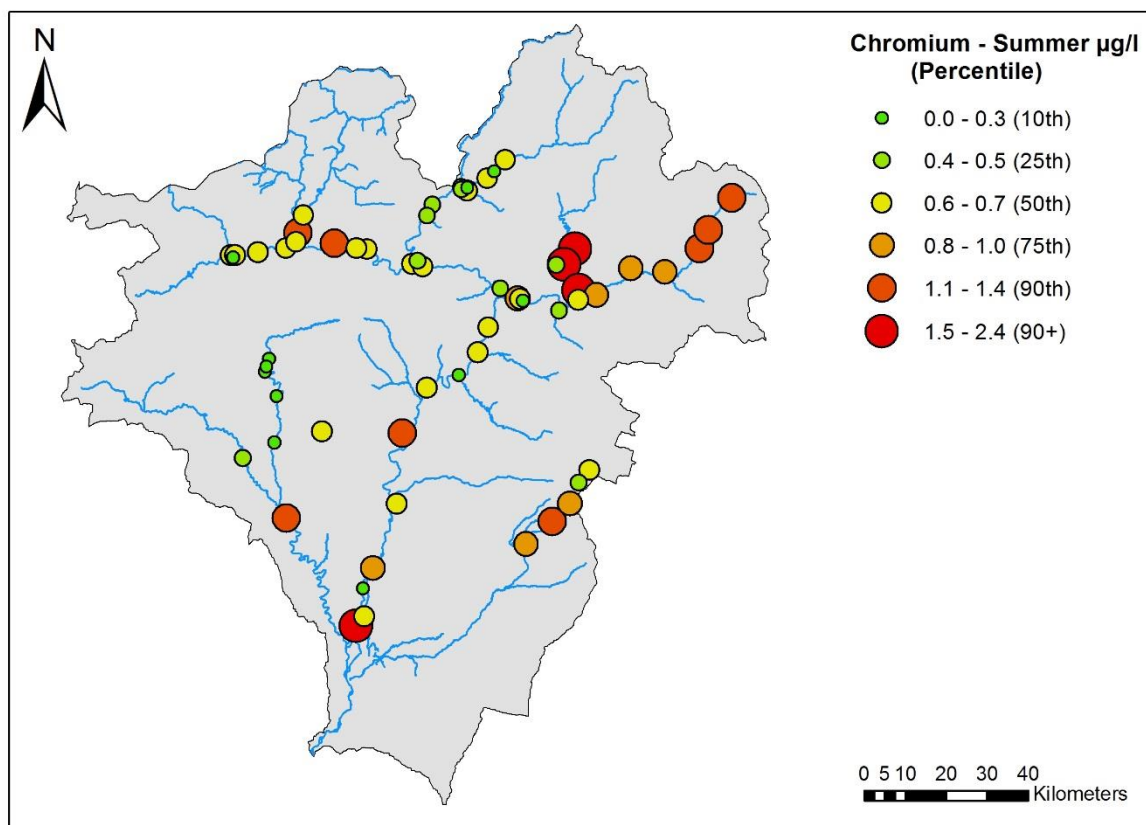 N
Chromium - Summer µg/l
(Percentile)
0.0 - 0.3 (10th)
0.4 - 0.5 (25th)
0.6 - 0.7 (50th)
0.8 - 1.0 (75th)
1.1 - 1.4 (90th)
1.5 - 2.4 (90+)
0 5 10 20 30 40
Kilometers